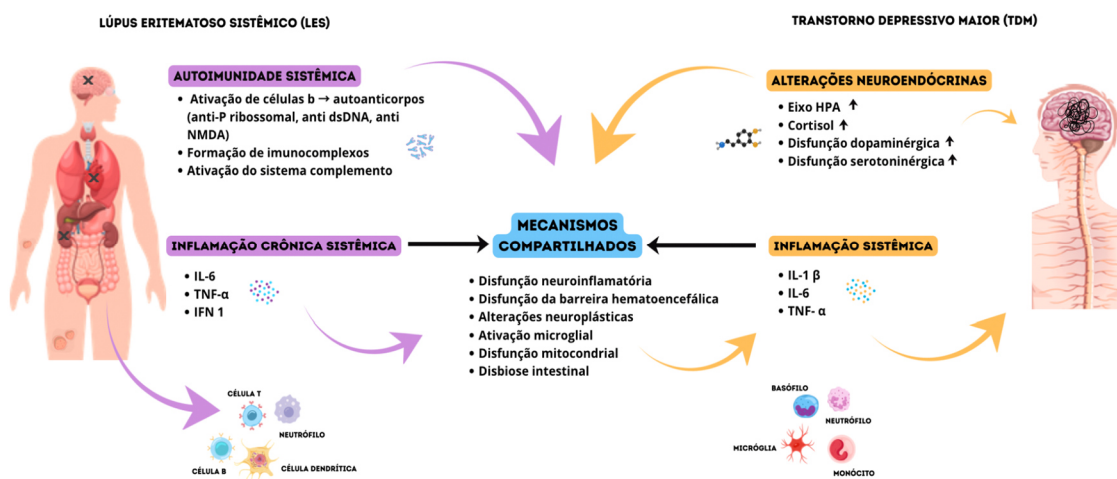 LÚPUS ERITEMATOSO SISTÊMICO (LES)
AUTOIMUNIDADE SISTÊMICA
• Ativação de células b → autoanticorpos
(anti-P ribossomal, anti dsDNA, anti
NMDA)
• Formação de imunocomplexos
• Ativação do sistema complemento
INFLAMAÇÃO CRÔNICA SISTÊMICA
• IL-6
• TNF-α
• IFN 1
CÉLULA T
NEUTRÓFILO
CÉLULA B
CÉLULA DENDRÍTICA
MECANISMOS
COMPARTILHADOS
• Disfunção neuroinflamatória
• Disfunção da barreira hematoencefálica
• Alterações neuroplásticas
• Ativação microglial
• Disfunção mitocondrial
• Disbiose intestinal
TRANSTORNO DEPRESSIVO MAIOR (TDM)
ALTERAÇÕES NEUROENDÓCRINAS
• Eixo HPA ↑
• Cortisol ↑
• Disfunção dopaminérgica ↑
• Disfunção serotoninérgica ↑
INFLAMAÇÃO SISTÊMICA
• IL-1 β
• IL-6
• TNF- α
BASÓFILO
NEUTRÓFILO
MICRÓGLIA
MONÓCITO